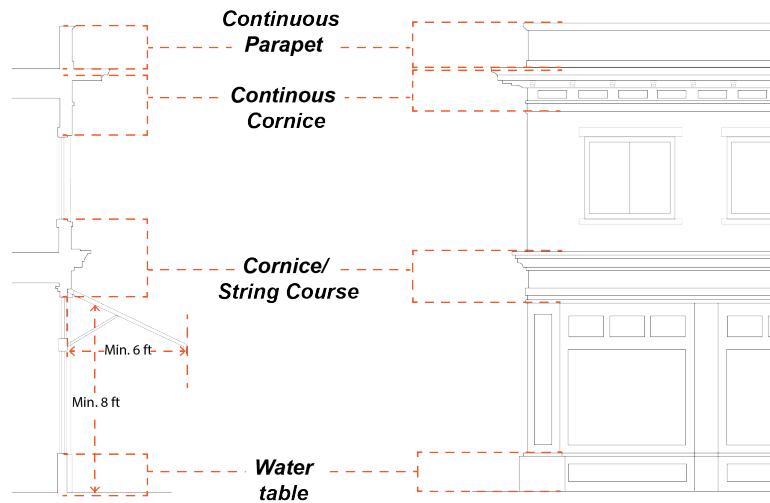 Continuous
Parapet
Continous
Cornice
Cornice/
String Course
Min. 6 ft
Min. 8 ft
Water
table